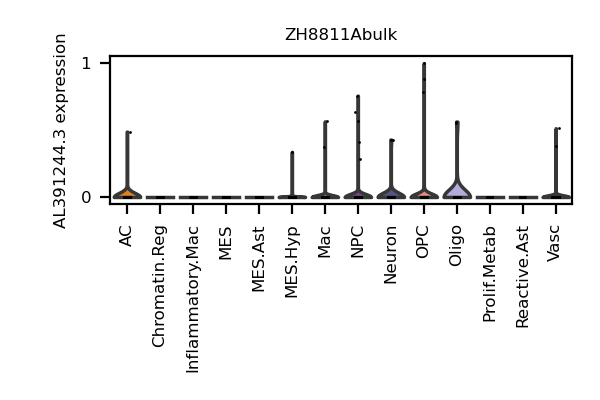 ZH8811Abulk
AL391244.3 expression
1
0
AC
Chromatin.Reg
Inflammatory.Mac
MES
MES.Ast
MES.Hyp
Mac
NPC
Neuron
OPC
Oligo
Prolif.Metab
Reactive.Ast
Vasc